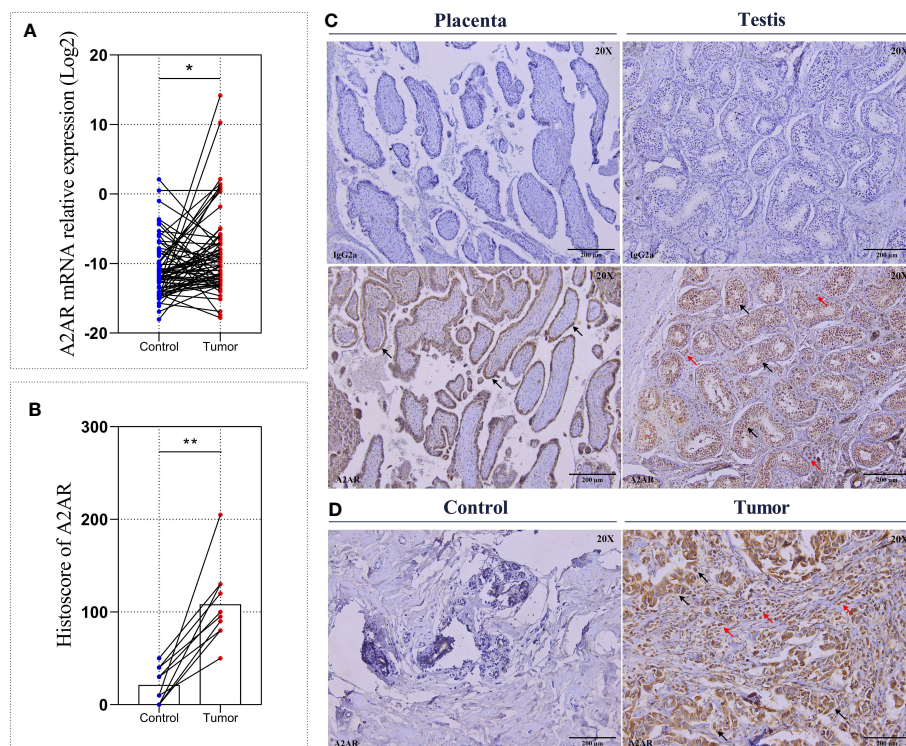 A
A2AR mRNA relative expression (Log2)
20
10
0
-10
-20
*
Control
Tumor
B
Histoscore of A2AR
300
200
100
0
**
Control
Tumor
C
Placenta
Testis
20X
IgG2a
200 µm
20X
IgG2a
200 µm
20X
A2AR
200 µm
20X
A2AR
200 µm
D
Control
Tumor
20X
A2AR
200 µm
20X
A2AR
200 µm